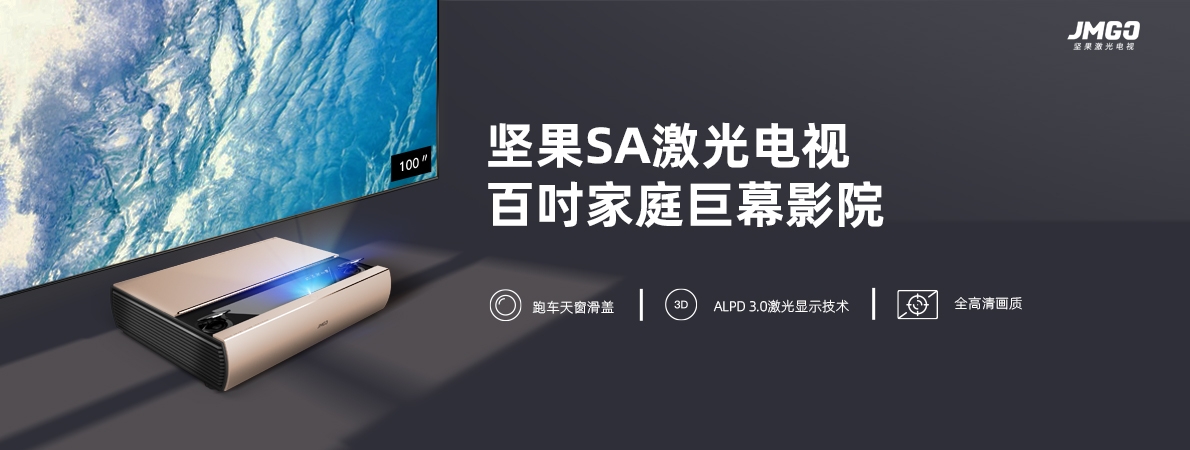 JMGO
坚果激光电视
坚果SA激光电视
百吋家庭巨幕影院
100″
JMGO
跑车天窗滑盖
3D
ALPD 3.0激光显示技术
全高清画质